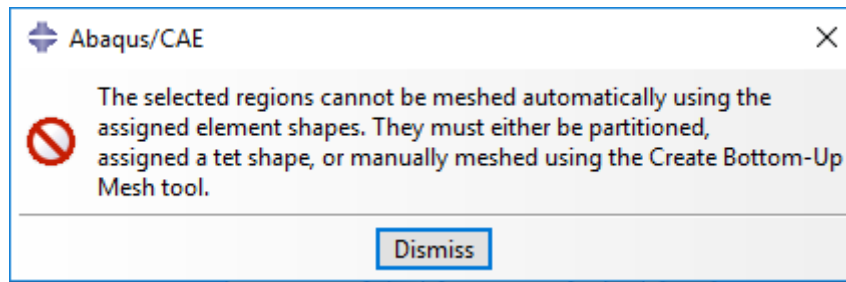 Abaqus/CAE
The selected regions cannot be meshed automatically using the
assigned element shapes. They must either be partitioned,
assigned a tet shape, or manually meshed using the Create Bottom-Up
Mesh tool.
Dismiss